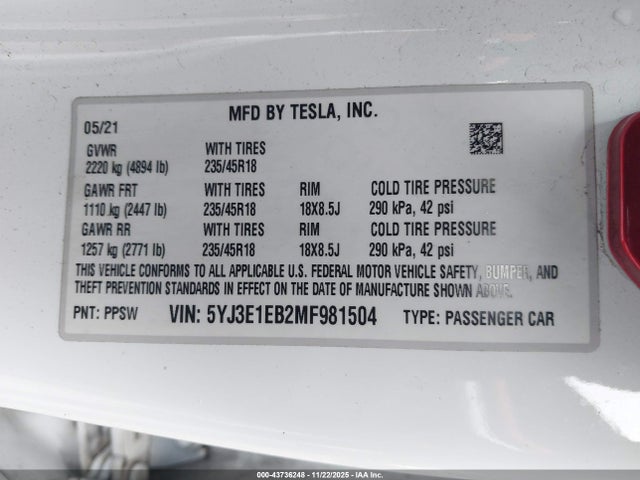 MFD BY TESLA, INC.
05/21
GVWR WITH TIRES
2220 kg (4894 lb) 235/45R18
GAWR FRT WITH TIRES RIM COLD TIRE PRESSURE
1110 kg (2447 lb) 235/45R18 18X8.5J 290 kPa, 42 psi
GAWR RR WITH TIRES RIM COLD TIRE PRESSURE
1257 kg (2771 lb) 235/45R18 18X8.5J 290 kPa, 42 psi
THIS VEHICLE CONFORMS TO ALL APPLICABLE U.S. FEDERAL MOTOR VEHICLE SAFETY, BUMPER, AND
THEFT PREVENTION STANDARDS IN EFFECT ON THE DATE OF MANUFACTURE SHOWN ABOVE.
PNT: PPSW VIN: 5YJ3E1EB2MF981504 TYPE: PASSENGER CAR
000-43736248 - 11/22/2025 - IAA Inc.